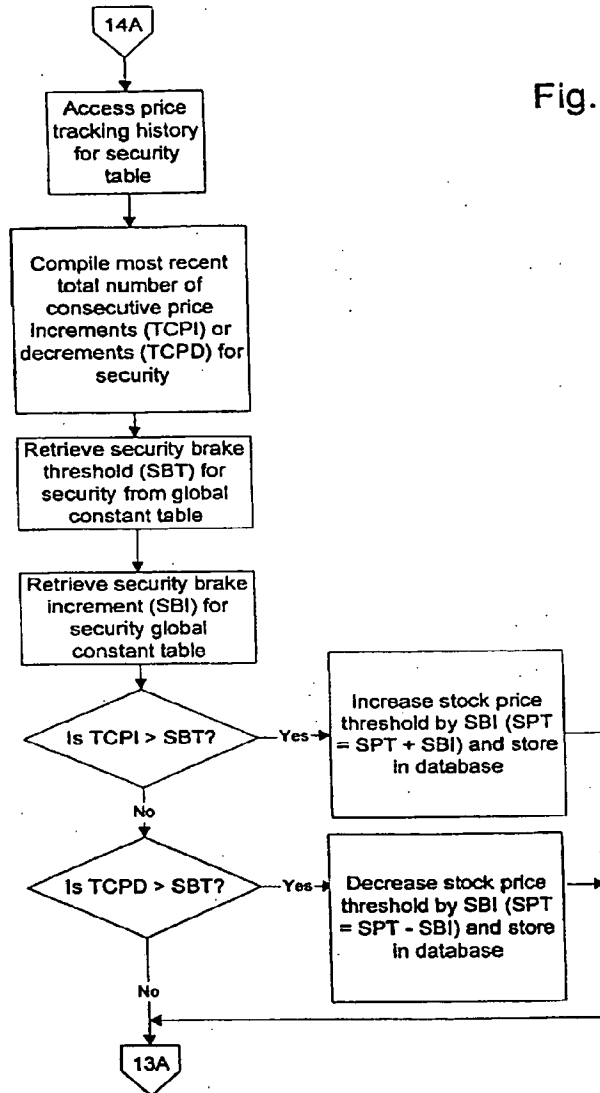 14A
Fig.
Access price
tracking history
for security
table
Compile most recent
total number of
consecutive price
increments (TCPI) or
decrements (TCPD) for
security
Retrieve security brake
threshold (SBT) for
security from global
constant table
Retrieve security brake
increment (SBI) for
security global
constant table
Is TCPI > SBT?
Yes
Increase stock price
threshold by SBI (SPT
= SPT + SBI) and store
in database
No
Is TCPD > SBT?
Yes
Decrease stock price
threshold by SBI (SPT
= SPT - SBI) and store
in database
No
13A